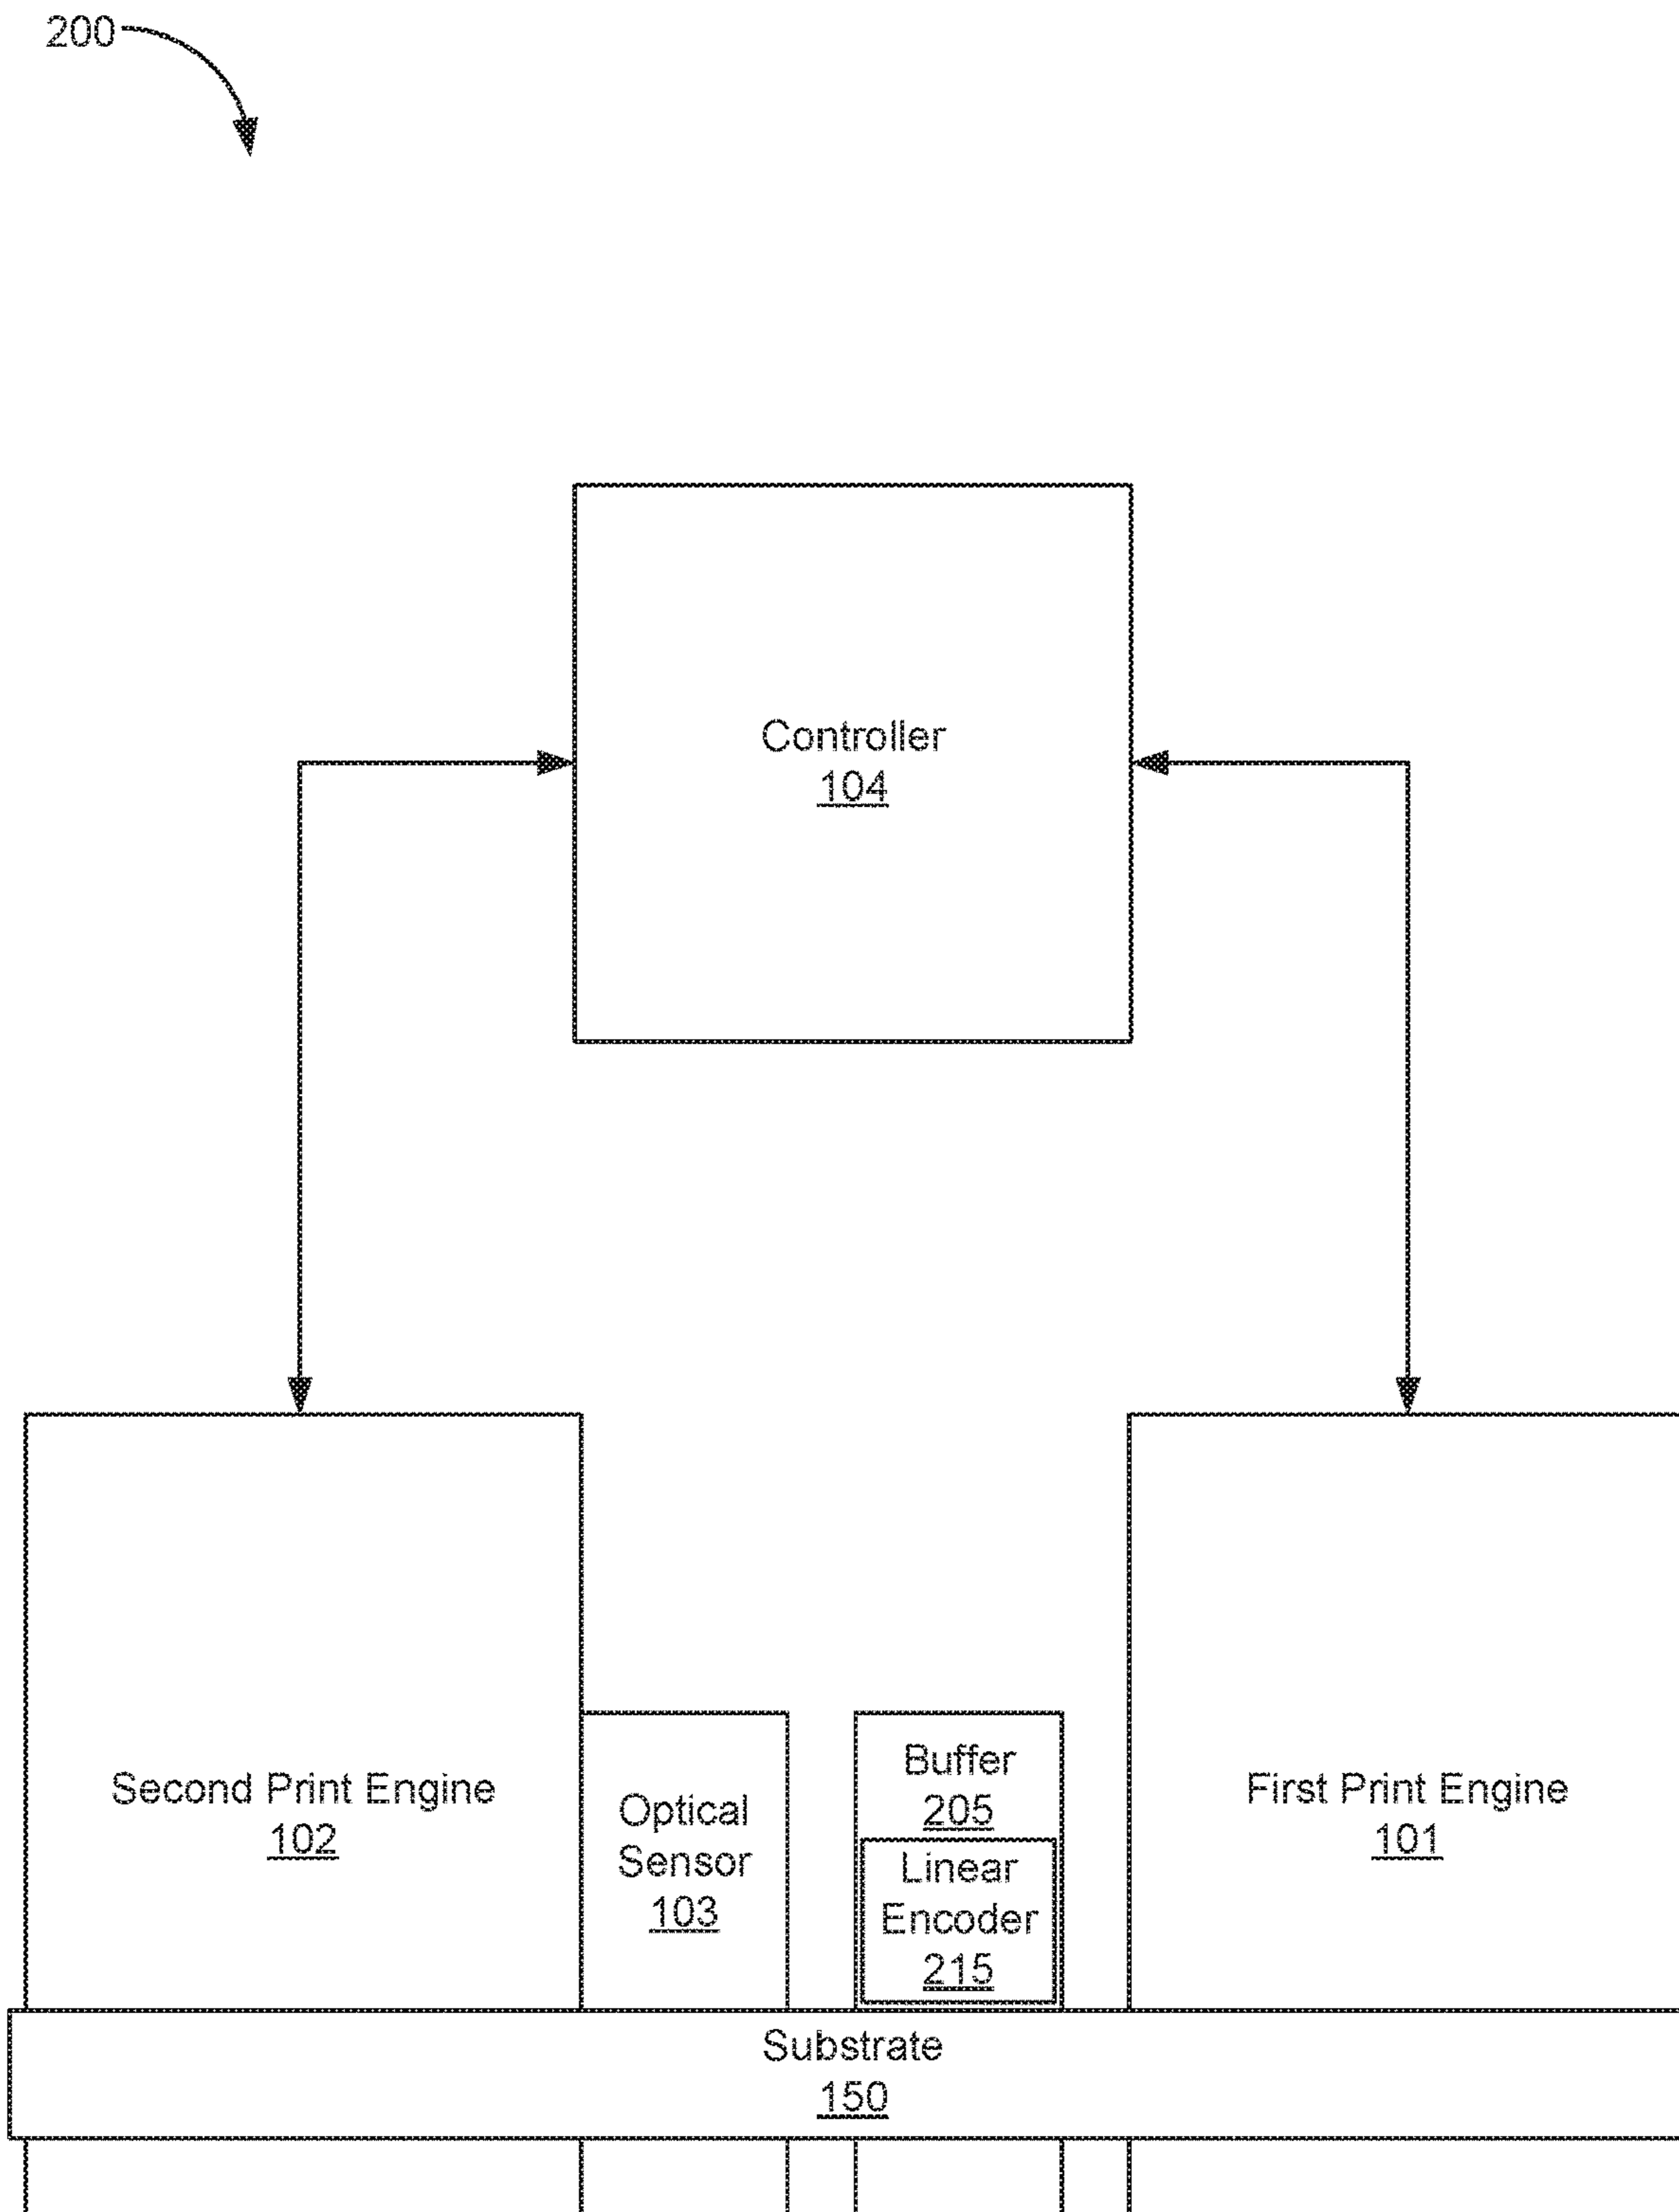 200
Controller
104
Second Print Engine
102
Optical
Sensor
103
Buffer
205
Linear
Encoder
215
First Print Engine
101
Substrate
150